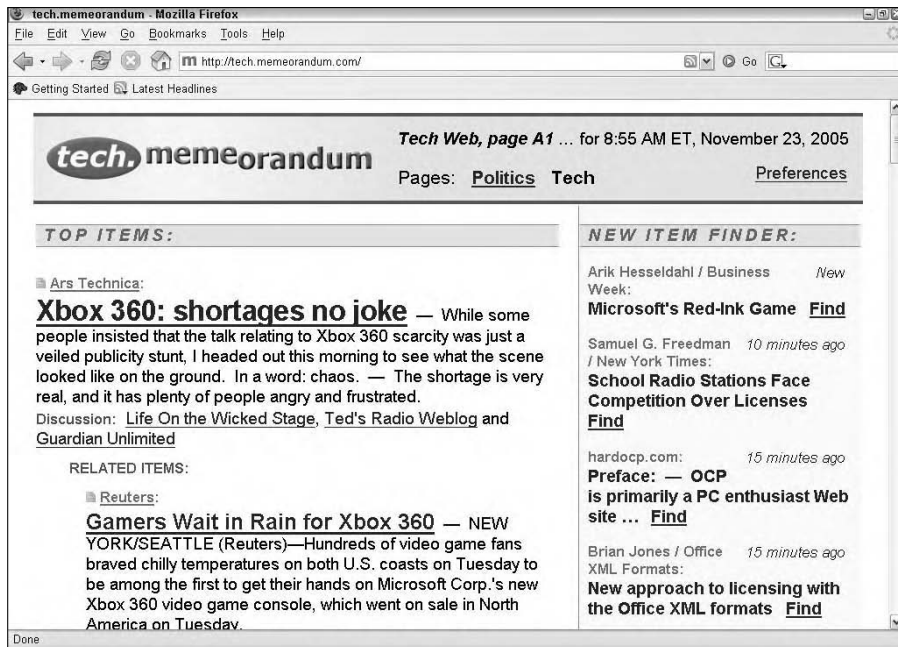 tech.memeorandum - Mozilla Firefox
File Edit View Go Bookmarks Tools Help
m http://tech.memeorandum.com/ Go G
Getting Started Latest Headlines
tech.memeorandum
Tech Web, page A1 ... for 8:55 AM ET, November 23, 2005
Pages: Politics Tech Preferences
TOP ITEMS:
Ars Technica:
Xbox 360: shortages no joke — While some
people insisted that the talk relating to Xbox 360 scarcity was just a
veiled publicity stunt, I headed out this morning to see what the scene
looked like on the ground. In a word: chaos. — The shortage is very
real, and it has plenty of people angry and frustrated.
Discussion: Life On the Wicked Stage, Ted's Radio Weblog and
Guardian Unlimited
RELATED ITEMS:
Reuters:
Gamers Wait in Rain for Xbox 360 — NEW
YORK/SEATTLE (Reuters)—Hundreds of video game fans
braved chilly temperatures on both U.S. coasts on Tuesday to
be among the first to get their hands on Microsoft Corp.'s new
Xbox 360 video game console, which went on sale in North
America on Tuesday.
NEW ITEM FINDER:
Arik Hesseldahl / Business New
Week:
Microsoft's Red-Ink Game Find
Samuel G. Freedman 10 minutes ago
/ New York Times:
School Radio Stations Face
Competition Over Licenses
Find
hardocp.com: 15 minutes ago
Preface: — OCP
is primarily a PC enthusiast Web
site ... Find
Brian Jones / Office 15 minutes ago
XML Formats:
New approach to licensing with
the Office XML formats Find
Done